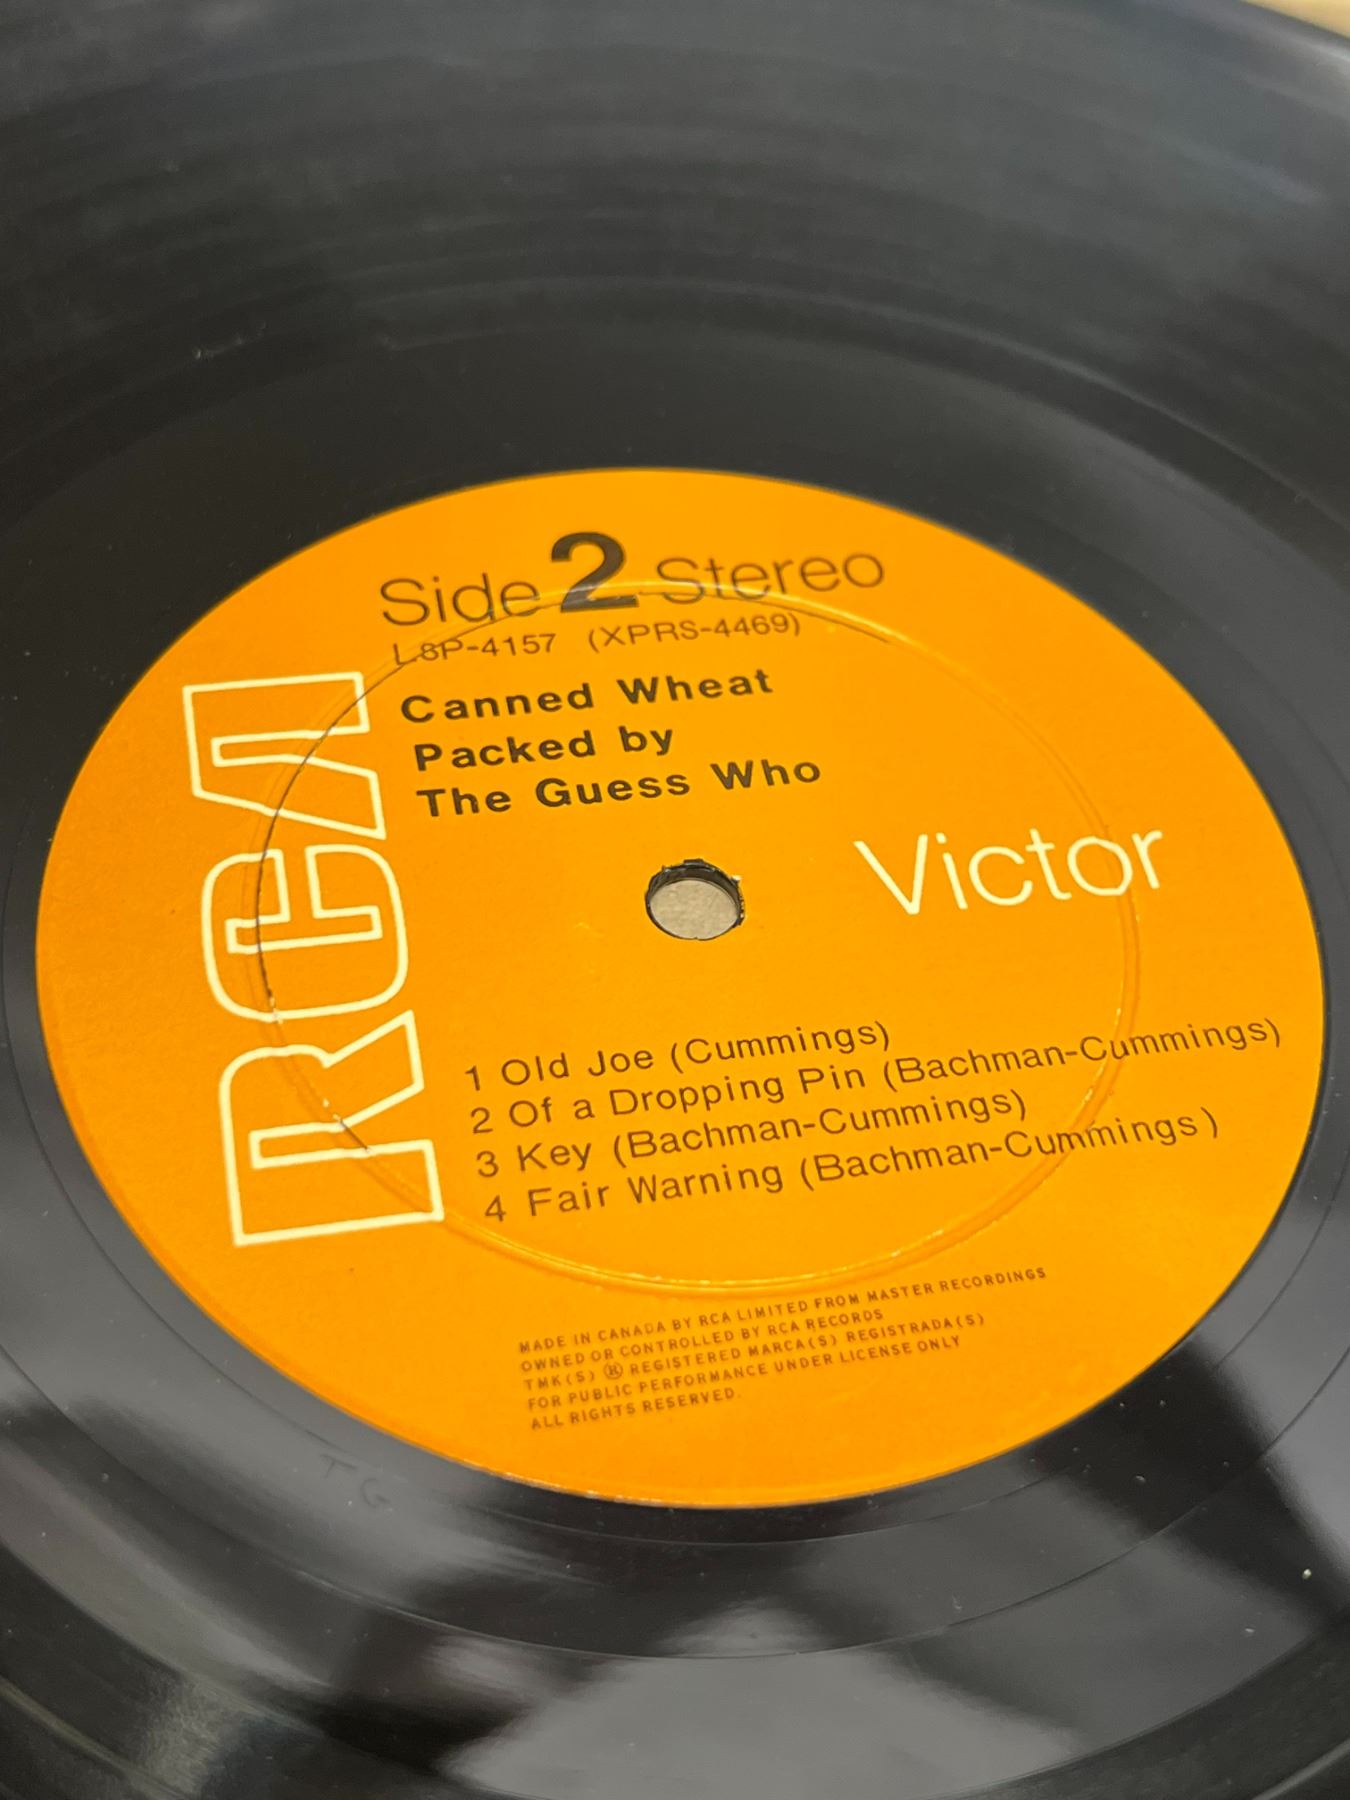 Side 2 Stereo
LSP-4157 (XPRS-4469)
Canned Wheat
Packed by
The Guess Who
RCA
Victor
1 Old Joe (Cummings)
2 Of a Dropping Pin (Bachman-Cummings)
3 Key (Bachman-Cummings)
4 Fair Warning (Bachman-Cummings)
MADE IN CANADA BY RCA LIMITED FROM MASTER RECORDINGS
OWNED OR CONTROLLED BY RCA RECORDS
TMK(S) ® REGISTERED MARCA(S) REGISTRADA(S)
FOR PUBLIC PERFORMANCE UNDER LICENSE ONLY
ALL RIGHTS RESERVED.
TG